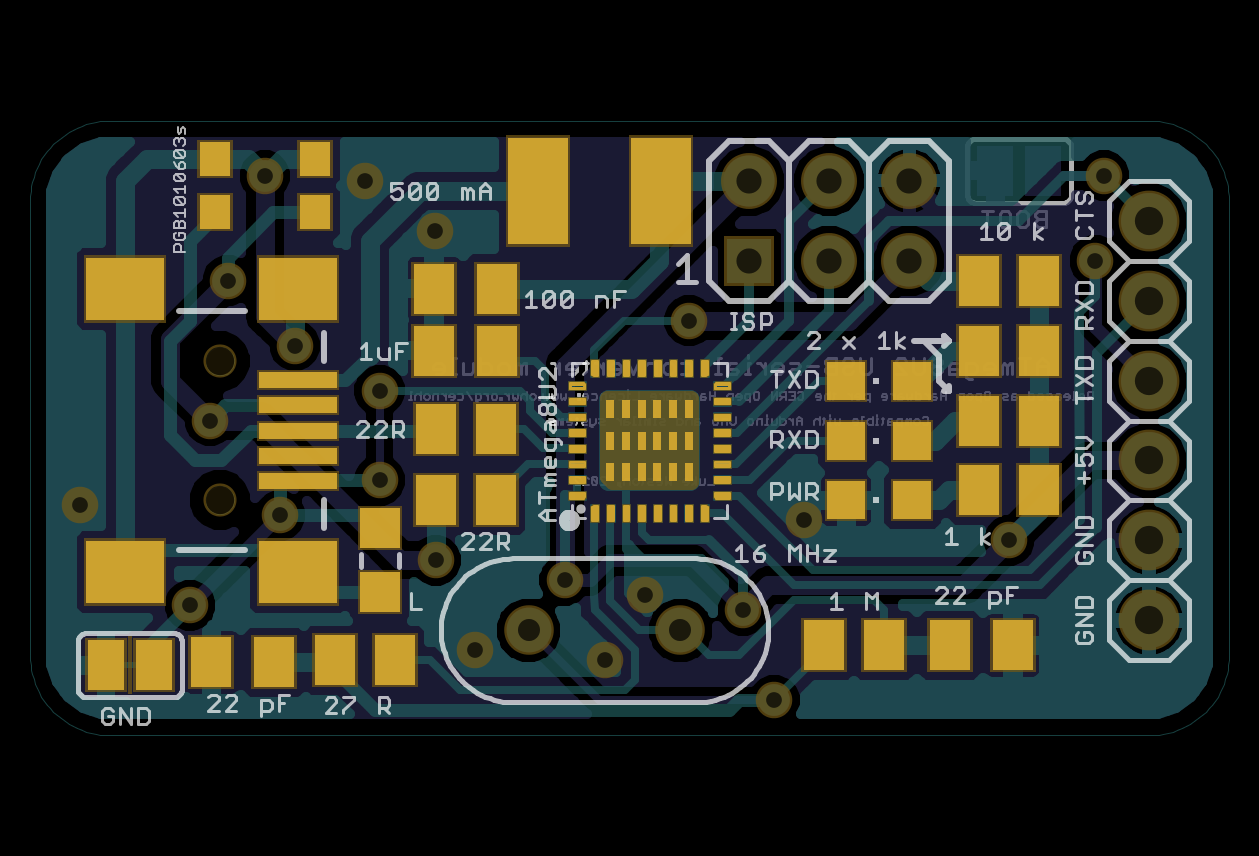 PGB1010603s
500 mA
BOOT
CTS
10 k
1
100 nF
RXD
ISP
2 x 1k
1uF
TXD
TXD
ATmega8U2
22R
RXD
+5V
PWR
22R
1 k
16 MHz
GND
L
1 M
22 pF
GND
22 pF
27 R
GND